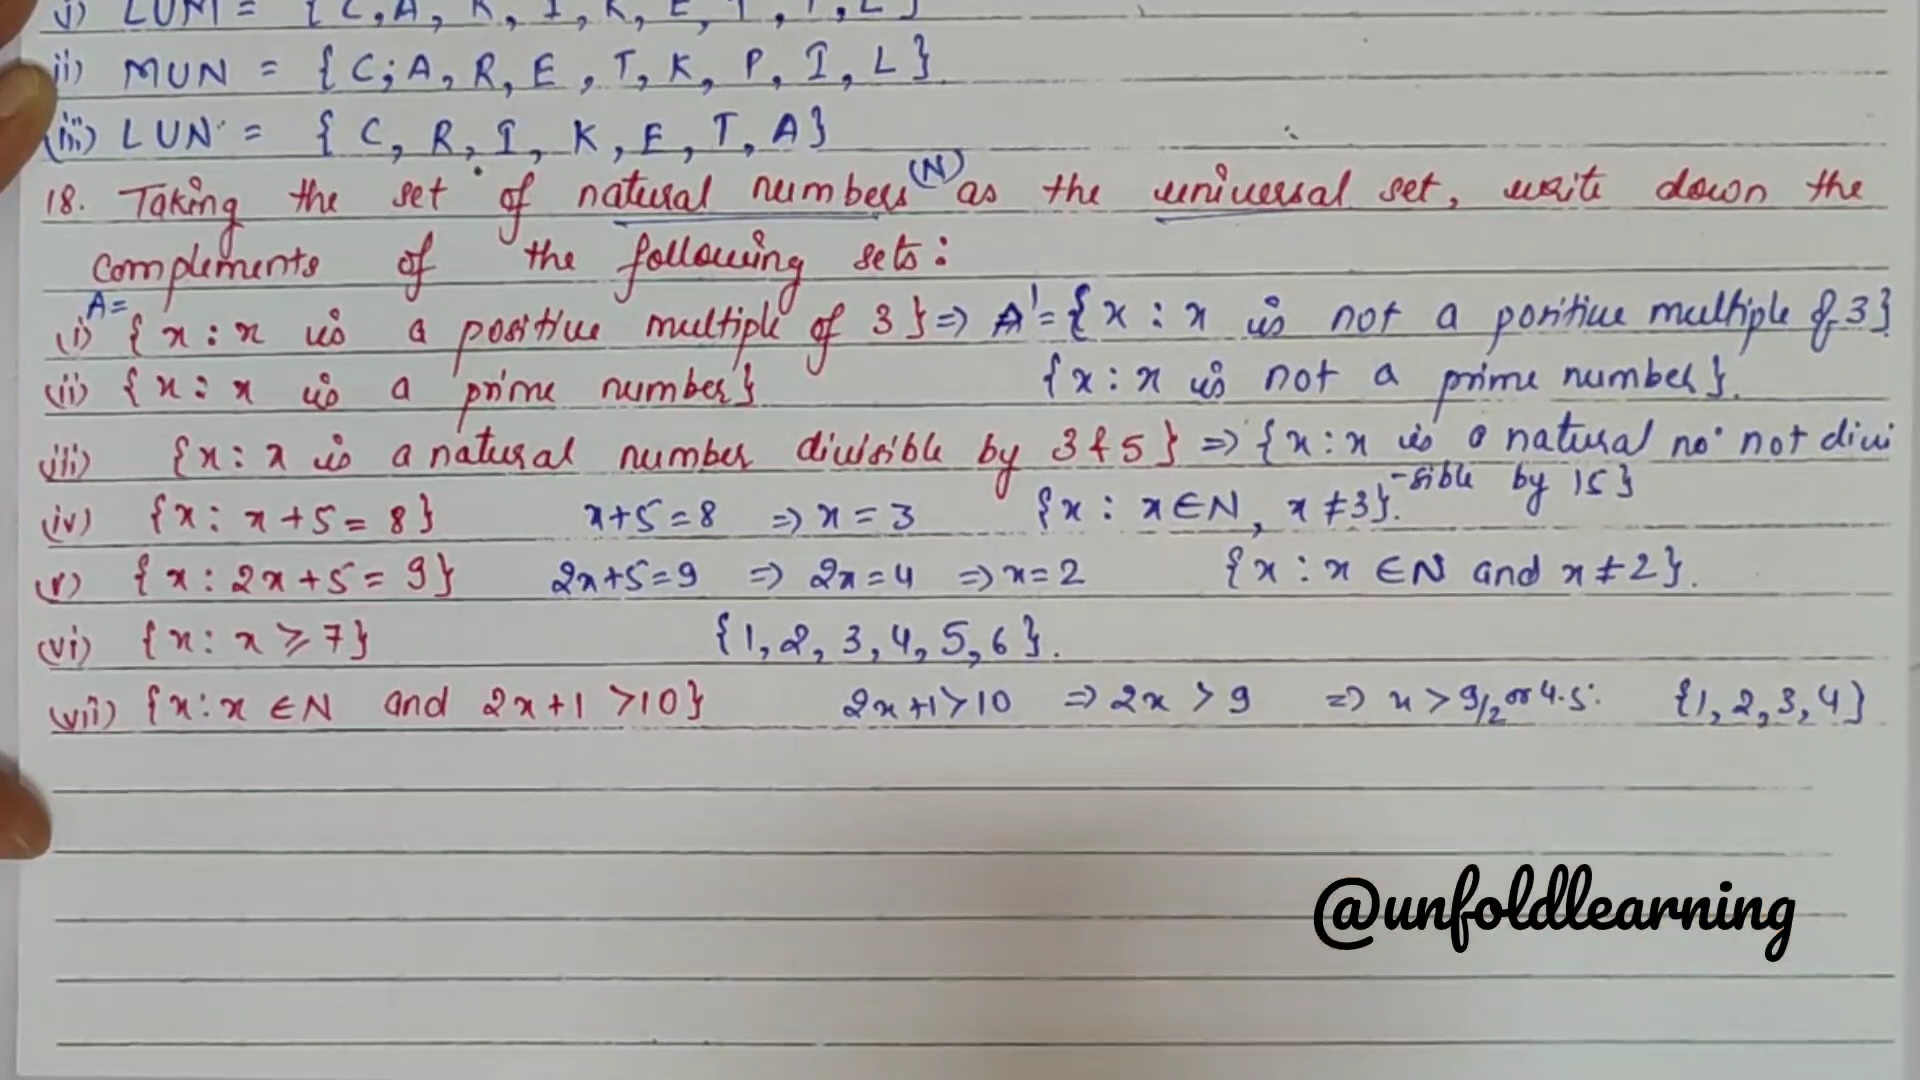 i) LUM = { C, A, R, I, K, E, T, P, L }
ii) MUN = { C, A, R, E, T, K, P, I, L }
(iii) LUN = { C, R, I, K, E, T, A }
18. Taking the set of natural numbers (N) as the universal set, write down the
complements of the following sets:
A=
(i) { x : x is a positive multiple of 3 } => A' = { x : x is not a positive multiple of 3 }
(ii) { x : x is a prime number } { x : x is not a prime number }.
iii) { x : x is a natural number divisible by 3 & 5 } => { x : x is a natural no. not divi
-sible by 15 }
(iv) { x : x + 5 = 8 } x+5 = 8 => x = 3 { x : x ∈ N, x ≠ 3 }.
(v) { x : 2x + 5 = 9 } 2x+5=9 => 2x = 4 => x = 2 { x : x ∈ N and x ≠ 2 }.
(vi) { x : x ≥ 7 } { 1, 2, 3, 4, 5, 6 }.
(vii) { x : x ∈ N and 2x + 1 > 10 } 2x+1 > 10 => 2x > 9 => x > 9/2 or 4.5. { 1, 2, 3, 4 }
@unfoldlearning